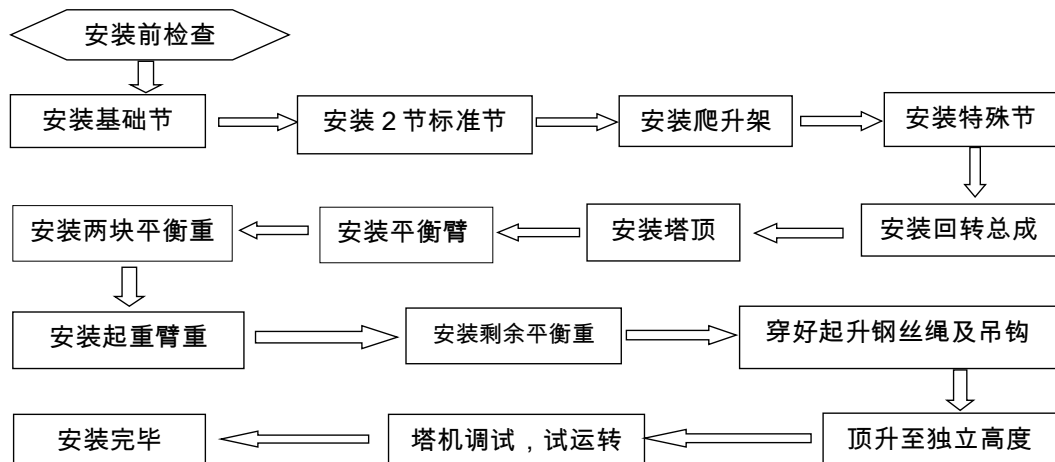 安装前检查
安装基础节
安装２节标准节
安装爬升架
安装特殊节
安装回转总成
安装塔顶
安装平衡臂
安装两块平衡重
安装起重臂重
安装剩余平衡重
穿好起升钢丝绳及吊钩
顶升至独立高度
塔机调试，试运转
安装完毕